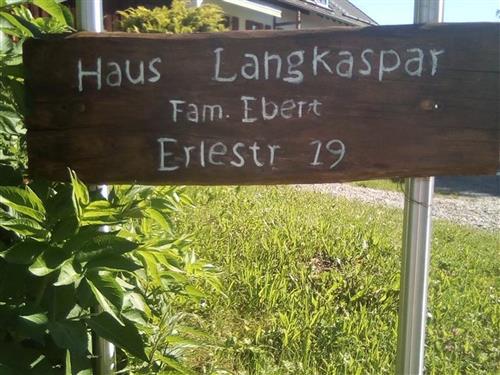 Haus Langkaspar
Fam. Ebert
Erlestr 19